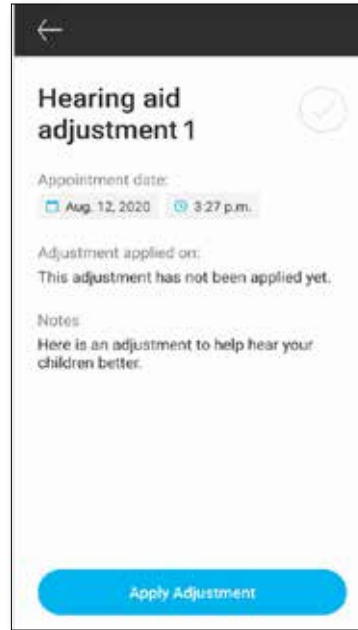 Hearing aid
adjustment 1
Appointment date:
Aug. 12, 2020 3:27 p.m.
Adjustment applied on:
This adjustment has not been applied yet.
Notes
Here is an adjustment to help hear your
children better.
Apply Adjustment